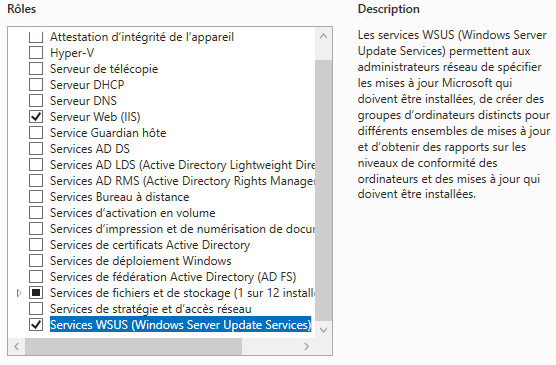 Rôles
Attestation d'intégrité de l'appareil
Hyper-V
Serveur de télécopie
Serveur DHCP
Serveur DNS
Serveur Web (IIS)
Service Guardian hôte
Services AD DS
Services AD LDS (Active Directory Lightweight Dire
Services AD RMS (Active Directory Rights Manager
Services Bureau à distance
Services d'activation en volume
Services d'impression et de numérisation de docu
Services de certificats Active Directory
Services de déploiement Windows
Services de fédération Active Directory (AD FS)
Services de fichiers et de stockage (1 sur 12 install
Services de stratégie et d'accès réseau
Services WSUS (Windows Server Update Services)
Description
Les services WSUS (Windows Server
Update Services) permettent aux
administrateurs réseau de spécifier
les mises à jour Microsoft qui
doivent être installées, de créer des
groupes d'ordinateurs distincts pour
différents ensembles de mises à jour
et d'obtenir des rapports sur les
niveaux de conformité des
ordinateurs et des mises à jour qui
doivent être installées.